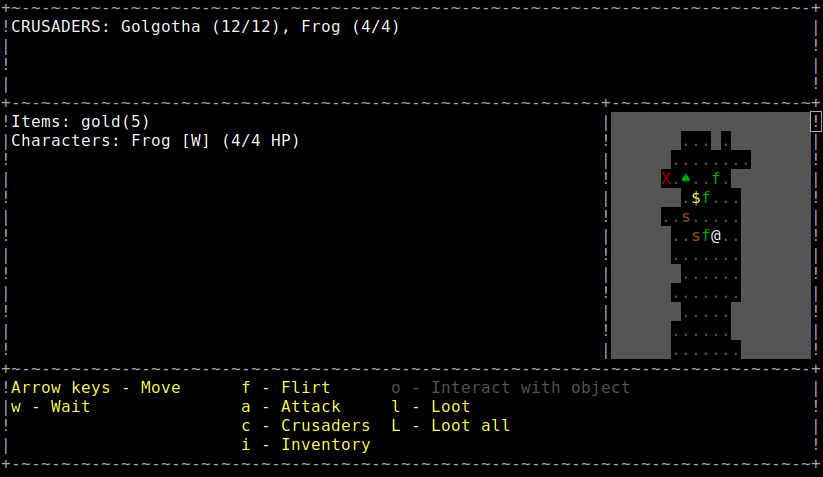 CRUSADERS: Golgotha (12/12), Frog (4/4)
Items: gold(5)
Characters: Frog [W] (4/4 HP)
... .
........
X.♠..f.
.$f...
..s.....
..sf@..
.......
......
.......
.....
......
.......
Arrow keys - Move f - Flirt o - Interact with object
w - Wait a - Attack l - Loot
c - Crusaders L - Loot all
i - Inventory